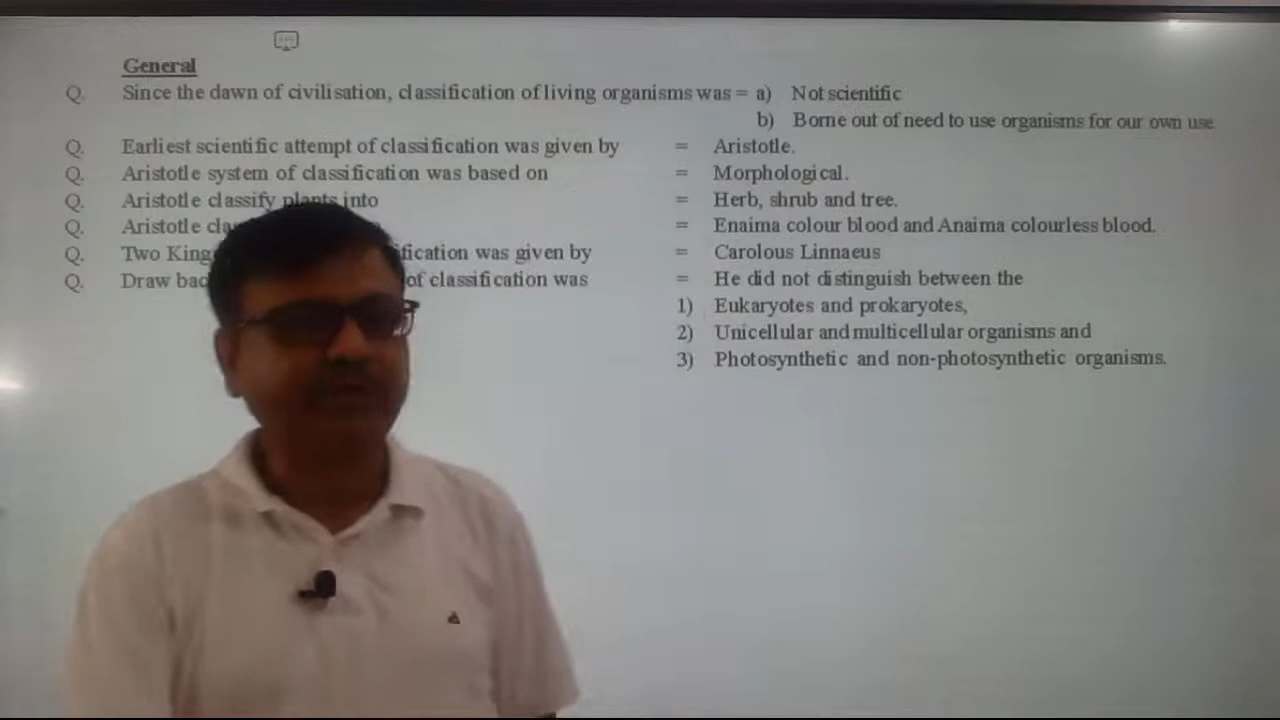 General
Q. Since the dawn of civilisation, classification of living organisms was = a) Not scientific
b) Borne out of need to use organisms for our own use.
Q. Earliest scientific attempt of classification was given by = Aristotle.
Q. Aristotle system of classification was based on = Morphological.
Q. Aristotle classify plants into = Herb, shrub and tree.
Q. Aristotle = Enaima colour blood and Anaima colourless blood.
Q. Two was given by = Carolous Linnaeus
Q. Draw of classification was = He did not distinguish between the
1) Eukaryotes and prokaryotes,
2) Unicellular and multicellular organisms and
3) Photosynthetic and non-photosynthetic organisms.